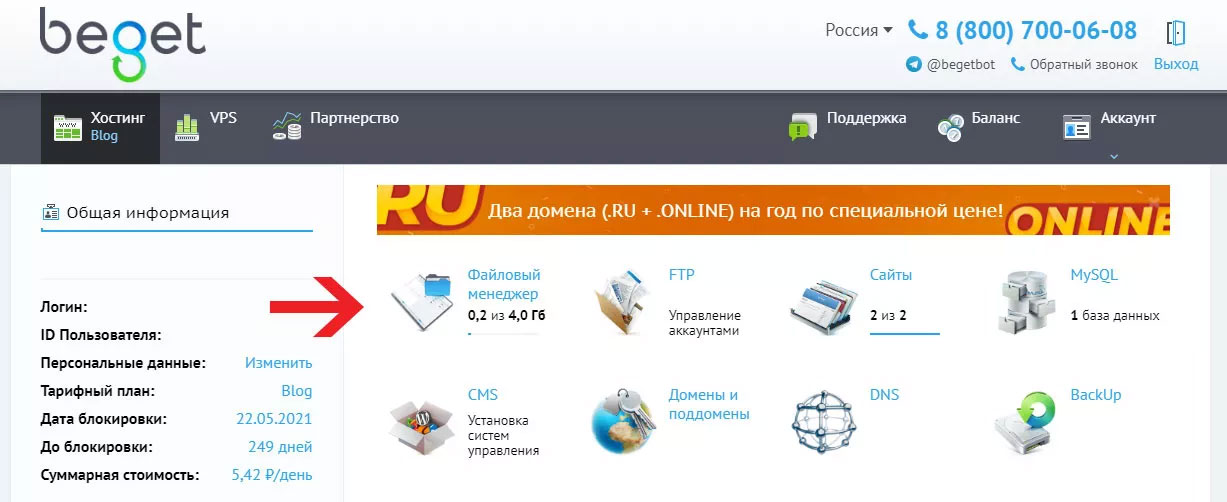 beget
Россия
8 (800) 700-06-08
@begetbot
Обратный звонок
Выход
Хостинг
Blog
VPS
Партнерство
Поддержка
Баланс
Аккаунт
Общая информация
Логин:
ID Пользователя:
Персональные данные: Изменить
Тарифный план: Blog
Дата блокировки: 22.05.2021
До блокировки: 249 дней
Суммарная стоимость: 5,42 ₽/день
RU
Два домена (.RU + .ONLINE) на год по специальной цене!
ONLINE
Файловый
менеджер
0,2 из 4,0 Гб
FTP
Управление
аккаунтами
Сайты
2 из 2
MySQL
1 база данных
CMS
Установка
систем
управления
Домены и
поддомены
DNS
BackUp